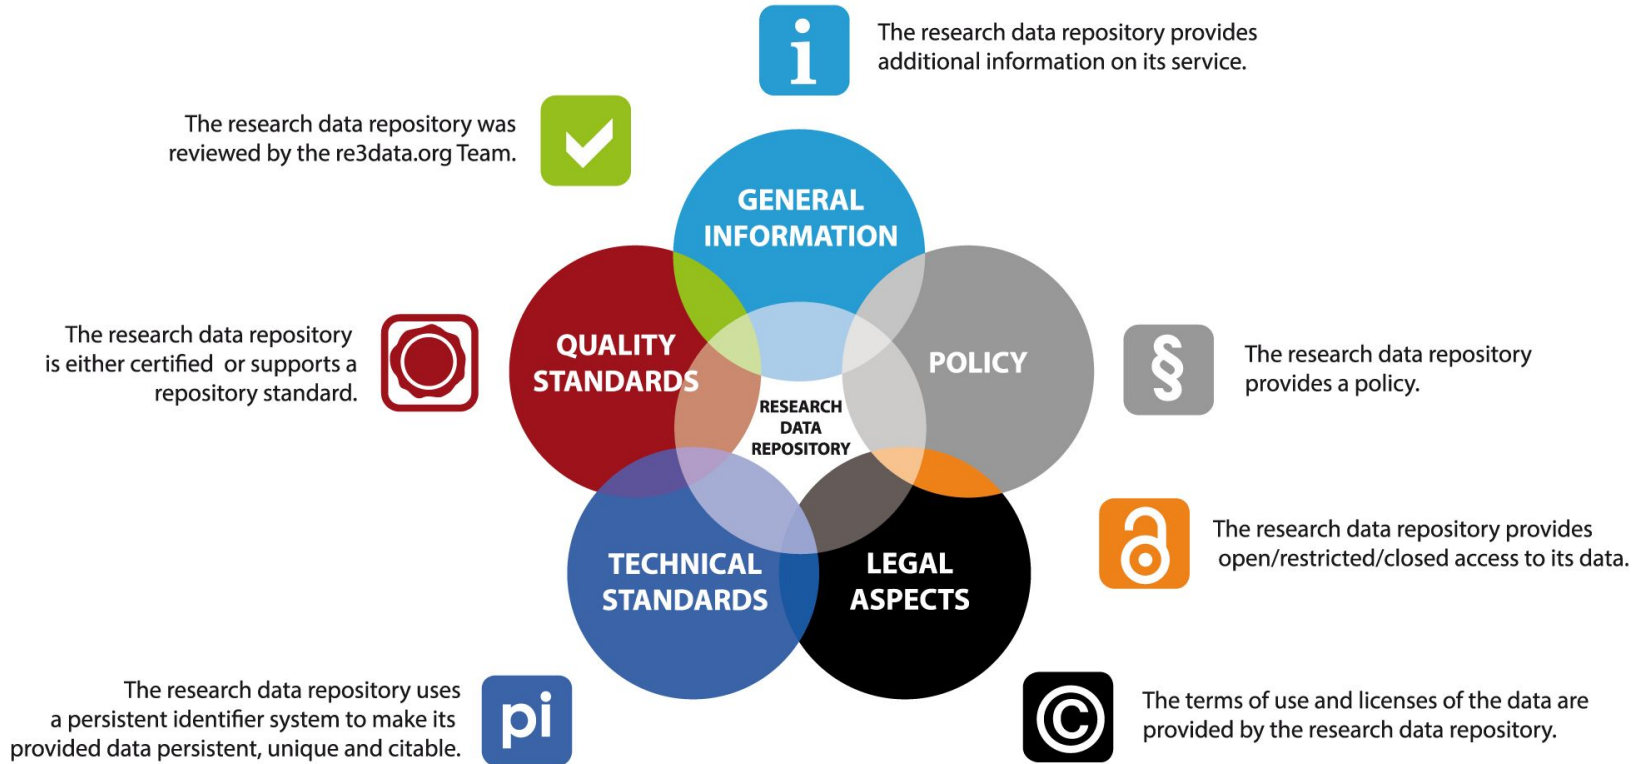 i
The research data repository provides
additional information on its service.
The research data repository was
reviewed by the re3data.org Team.
GENERAL
INFORMATION
The research data repository
is either certified or supports a
repository standard.
QUALITY
STANDARDS
POLICY
§
The research data repository
provides a policy.
RESEARCH
DATA
REPOSITORY
The research data repository provides
open/restricted/closed access to its data.
TECHNICAL
STANDARDS
LEGAL
ASPECTS
The research data repository uses
a persistent identifier system to make its
provided data persistent, unique and citable.
pi
©
The terms of use and licenses of the data are
provided by the research data repository.